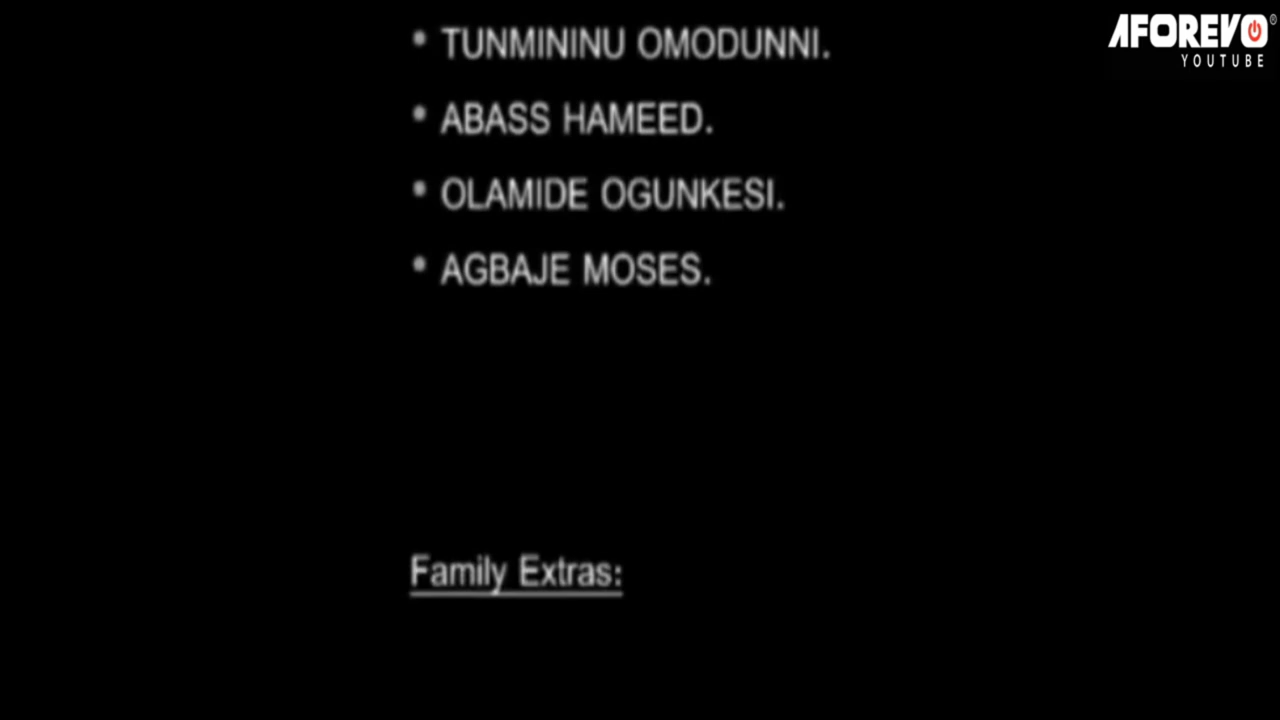 AFOREVO®
YOUTUBE
• TUNMININU OMODUNNI.
• ABASS HAMEED.
• OLAMIDE OGUNKESI.
• AGBAJE MOSES.
Family Extras: